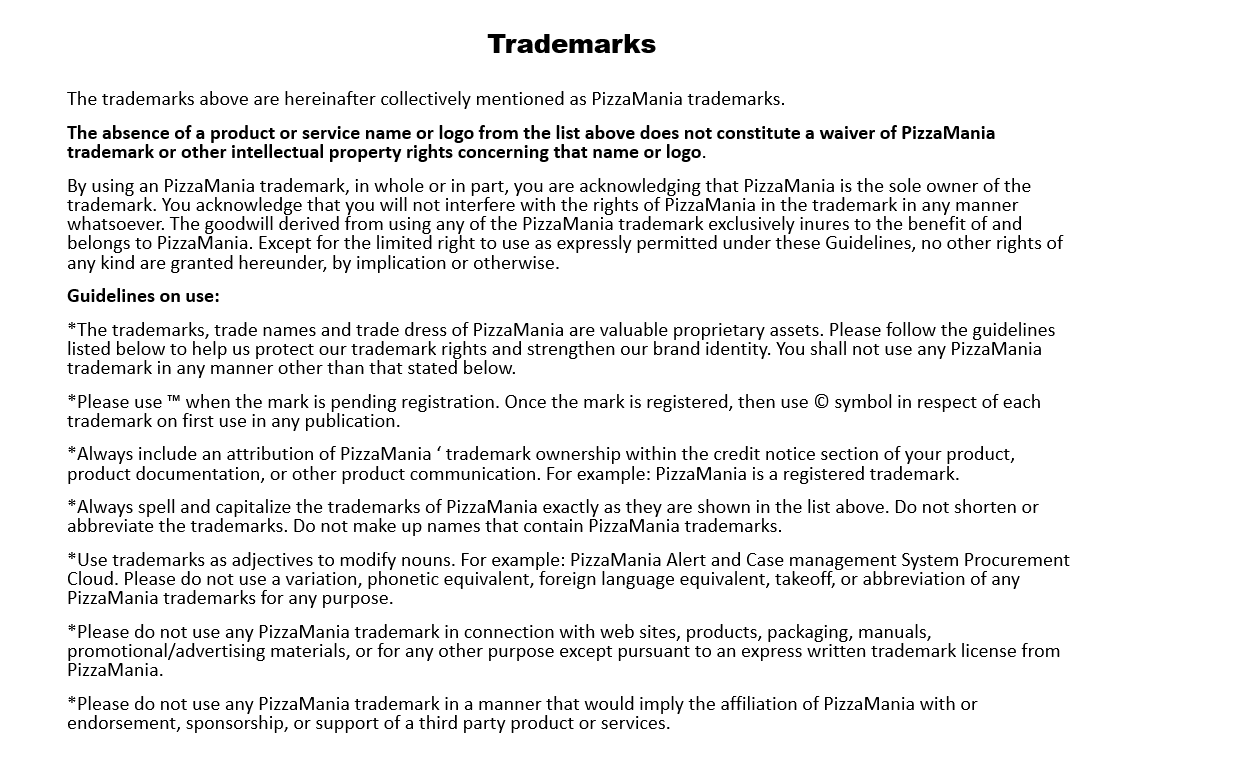 Trademarks
The trademarks above are hereinafter collectively mentioned as PizzaMania trademarks.
The absence of a product or service name or logo from the list above does not constitute a waiver of PizzaMania
trademark or other intellectual property rights concerning that name or logo.
By using an PizzaMania trademark, in whole or in part, you are acknowledging that PizzaMania is the sole owner of the
trademark. You acknowledge that you will not interfere with the rights of PizzaMania in the trademark in any manner
whatsoever. The goodwill derived from using any of the PizzaMania trademark exclusively inures to the benefit of and
belongs to PizzaMania. Except for the limited right to use as expressly permitted under these Guidelines, no other rights of
any kind are granted hereunder, by implication or otherwise.
Guidelines on use:
*The trademarks, trade names and trade dress of PizzaMania are valuable proprietary assets. Please follow the guidelines
listed below to help us protect our trademark rights and strengthen our brand identity. You shall not use any PizzaMania
trademark in any manner other than that stated below.
*Please use ™ when the mark is pending registration. Once the mark is registered, then use © symbol in respect of each
trademark on first use in any publication.
*Always include an attribution of PizzaMania ‘ trademark ownership within the credit notice section of your product,
product documentation, or other product communication. For example: PizzaMania is a registered trademark.
*Always spell and capitalize the trademarks of PizzaMania exactly as they are shown in the list above. Do not shorten or
abbreviate the trademarks. Do not make up names that contain PizzaMania trademarks.
*Use trademarks as adjectives to modify nouns. For example: PizzaMania Alert and Case management System Procurement
Cloud. Please do not use a variation, phonetic equivalent, foreign language equivalent, takeoff, or abbreviation of any
PizzaMania trademarks for any purpose.
*Please do not use any PizzaMania trademark in connection with web sites, products, packaging, manuals,
promotional/advertising materials, or for any other purpose except pursuant to an express written trademark license from
PizzaMania.
*Please do not use any PizzaMania trademark in a manner that would imply the affiliation of PizzaMania with or
endorsement, sponsorship, or support of a third party product or services.